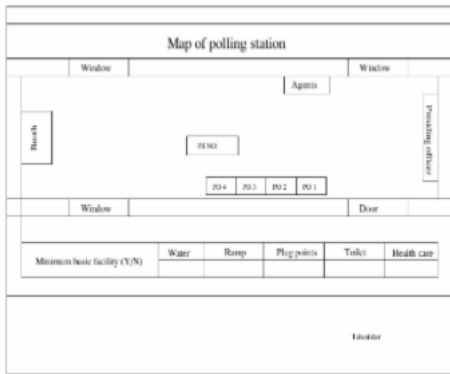 Map of polling station
Window Window
Agents
Booth
Presiding officer
PS NO
PO 4 PO 3 PO 2 PO 1
Window Door
Minimum basic facility (Y/N) Water Ramp Plug points Toilet Health care